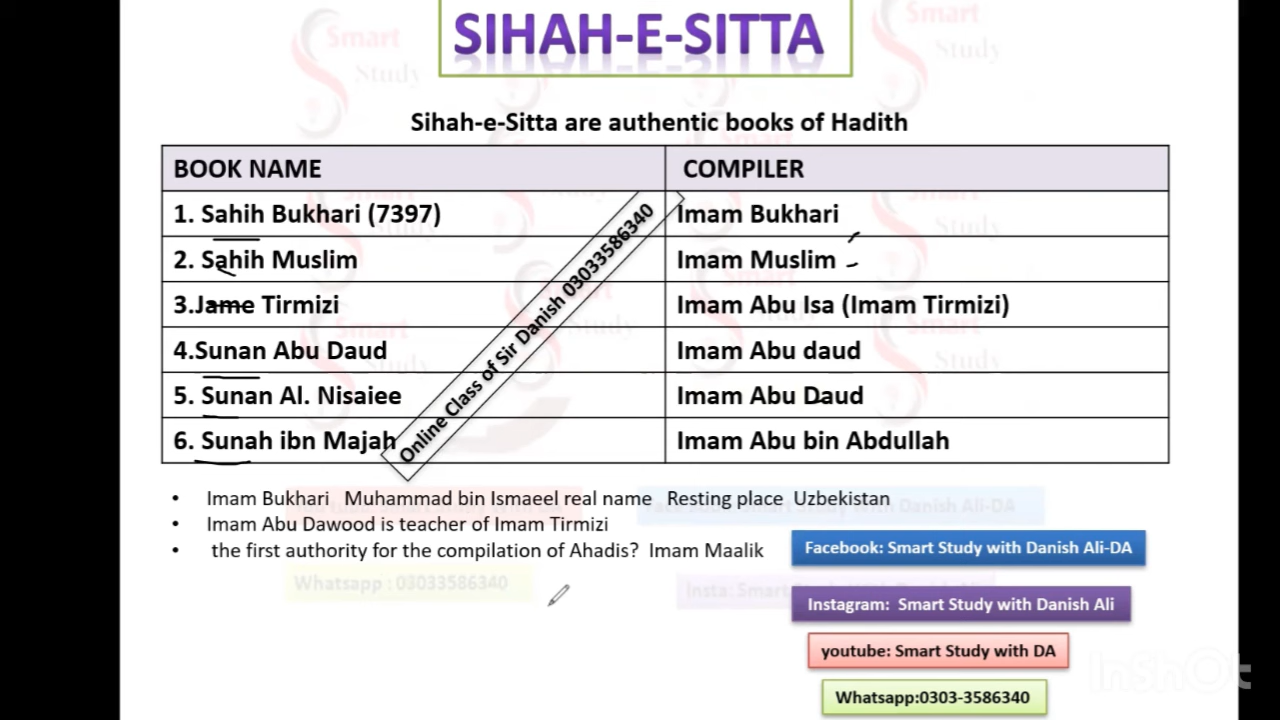 SIHAH-E-SITTA
Sihah-e-Sitta are authentic books of Hadith
BOOK NAME COMPILER
1. Sahih Bukhari (7397) Imam Bukhari
2. Sahih Muslim Imam Muslim
3.Jame Tirmizi Imam Abu Isa (Imam Tirmizi)
4.Sunan Abu Daud Imam Abu daud
5. Sunan Al. Nisaiee Imam Abu Daud
6. Sunah ibn Majah Imam Abu bin Abdullah
Online Class of Sir Danish 03033586340
• Imam Bukhari Muhammad bin Ismaeel real name Resting place Uzbekistan
• Imam Abu Dawood is teacher of Imam Tirmizi
• the first authority for the compilation of Ahadis? Imam Maalik
Facebook: Smart Study with Danish Ali-DA
Whatsapp : 03033586340
Instagram: Smart Study with Danish Ali
youtube: Smart Study with DA
Whatsapp:0303-3586340
Smart Study
InShOt